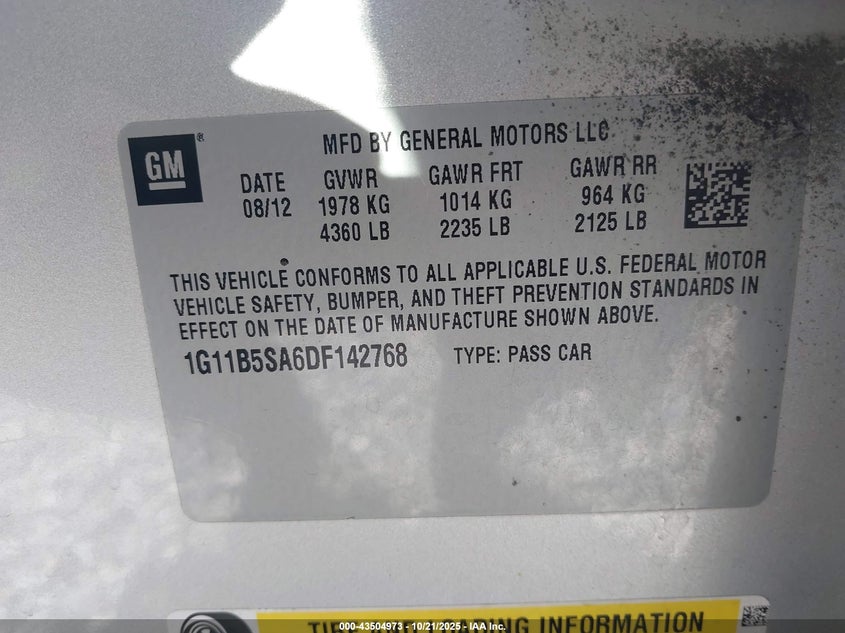 GM ®
MFD BY GENERAL MOTORS LLC
DATE GVWR GAWR FRT GAWR RR
08/12 1978 KG 1014 KG 964 KG
4360 LB 2235 LB 2125 LB
THIS VEHICLE CONFORMS TO ALL APPLICABLE U.S. FEDERAL MOTOR
VEHICLE SAFETY, BUMPER, AND THEFT PREVENTION STANDARDS IN
EFFECT ON THE DATE OF MANUFACTURE SHOWN ABOVE.
1G11B5SA6DF142768 TYPE: PASS CAR
TIRE AND LOADING INFORMATION
000-43504973 - 10/21/2025 - IAA Inc.